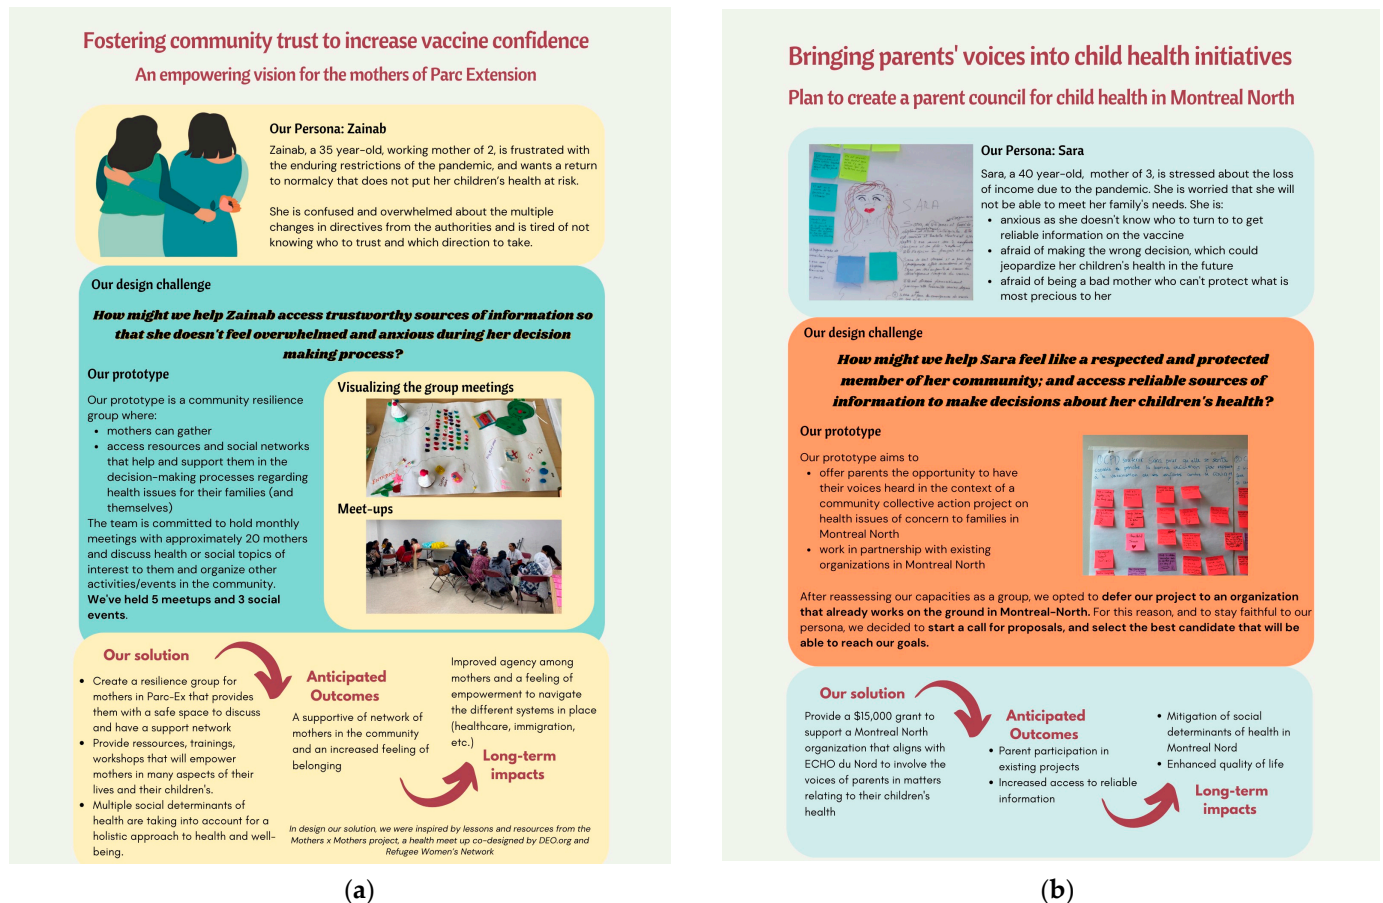 Fostering community trust to increase vaccine confidence
An empowering vision for the mothers of Parc Extension
Our Persona: Zainab
Zainab, a 35 year-old, working mother of 2, is frustrated with
the enduring restrictions of the pandemic, and wants a return
to normalcy that does not put her children's health at risk.
She is confused and overwhelmed about the multiple
changes in directives from the authorities and is tired of not
knowing who to trust and which direction to take.
Our design challenge
How might we help Zainab access trustworthy sources of information so
that she doesn't feel overwhelmed and anxious during her decision
making process?
Our prototype
Our prototype is a community resilience
group where:
• mothers can gather
• access resources and social networks
that help and support them in the
decision-making processes regarding
health issues for their families (and
themselves)
The team is committed to hold monthly
meetings with approximately 20 mothers
and discuss health or social topics of
interest to them and organize other
activities/events in the community.
We've held 5 meetups and 3 social
events.
Visualizing the group meetings
Meet-ups
Our solution
• Create a resilience group for
mothers in Parc-Ex that provides
them with a safe space to discuss
and have a support network
• Provide ressources, trainings,
workshops that will empower
mothers in many aspects of their
lives and their children's.
• Multiple social determinants of
health are taking into account for a
holistic approach to health and well-
being.
Anticipated
Outcomes
A supportive of network of
mothers in the community
and an increased feeling of
belonging
Improved agency among
mothers and a feeling of
empowerment to navigate
the different systems in place
(healthcare, immigration,
etc.)
Long-term
impacts
In design our solution, we were inspired by lessons and resources from the
Mothers x Mothers project, a health meet up co-designed by DEO.org and
Refugee Women's Network
(a)
Bringing parents' voices into child health initiatives
Plan to create a parent council for child health in Montreal North
SARA
Our Persona: Sara
Sara, a 40 year-old, mother of 3, is stressed about the loss
of income due to the pandemic. She is worried that she will
not be able to meet her family's needs. She is:
• anxious as she doesn't know who to turn to to get
reliable information on the vaccine
• afraid of making the wrong decision, which could
jeopardize her children's health in the future
• afraid of being a bad mother who can't protect what is
most precious to her
Our design challenge
How might we help Sara feel like a respected and protected
member of her community; and access reliable sources of
information to make decisions about her children's health?
Our prototype
Our prototype aims to
• offer parents the opportunity to have
their voices heard in the context of a
community collective action project on
health issues of concern to families in
Montreal North
• work in partnership with existing
organizations in Montreal North
After reassessing our capacities as a group, we opted to defer our project to an organization
that already works on the ground in Montreal-North. For this reason, and to stay faithful to our
persona, we decided to start a call for proposals, and select the best candidate that will be
able to reach our goals.
Our solution
Provide a $15,000 grant to
support a Montreal North
organization that aligns with
ECHO du Nord to involve the
voices of parents in matters
relating to their children's
health
Anticipated
Outcomes
• Parent participation in
existing projects
• Increased access to reliable
information
• Mitigation of social
determinants of health in
Montreal Nord
• Enhanced quality of life
Long-term
impacts
(b)